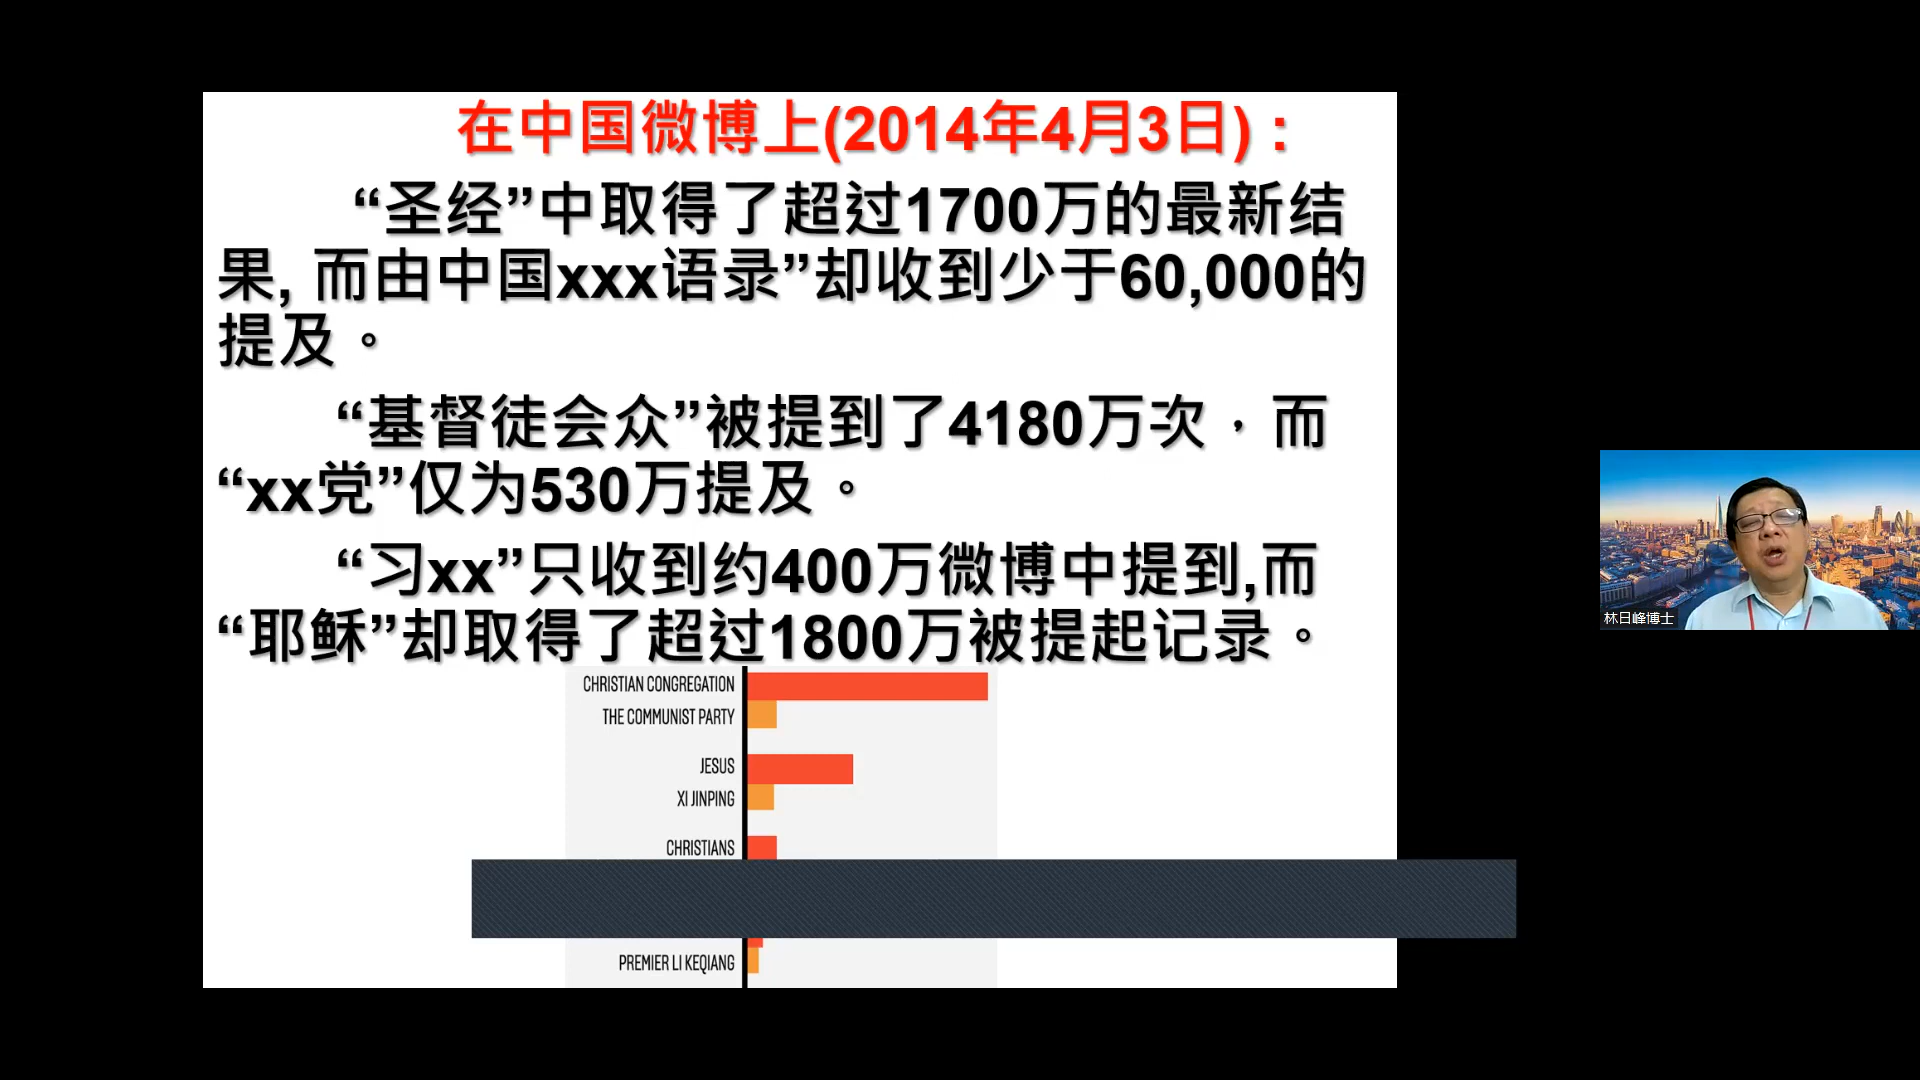 在中国微博上(2014年4月3日)：
“圣经”中取得了超过1700万的最新结
果, 而由中国xxx语录”却收到少于60,000的
提及。
“基督徒会众”被提到了4180万次，而
“xx党”仅为530万提及。
“习xx”只收到约400万微博中提到,而
“耶稣”却取得了超过1800万被提起记录。
CHRISTIAN CONGREGATION
THE COMMUNIST PARTY
JESUS
XI JINPING
CHRISTIANS
PREMIER LI KEQIANG
林日峰博士